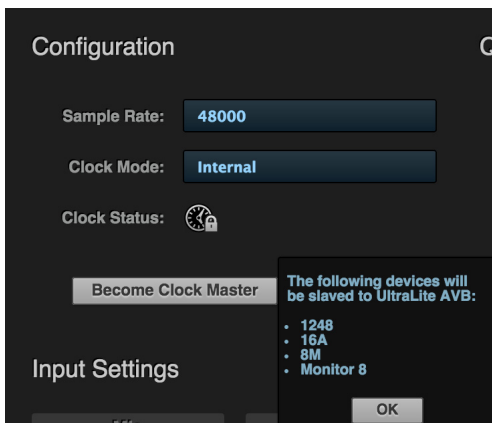 Configuration
Sample Rate: 48000
Clock Mode: Internal
Clock Status:
Become Clock Master
The following devices will
be slaved to UltraLite AVB:
• 1248
• 16A
• 8M
• Monitor 8
Input Settings
OK